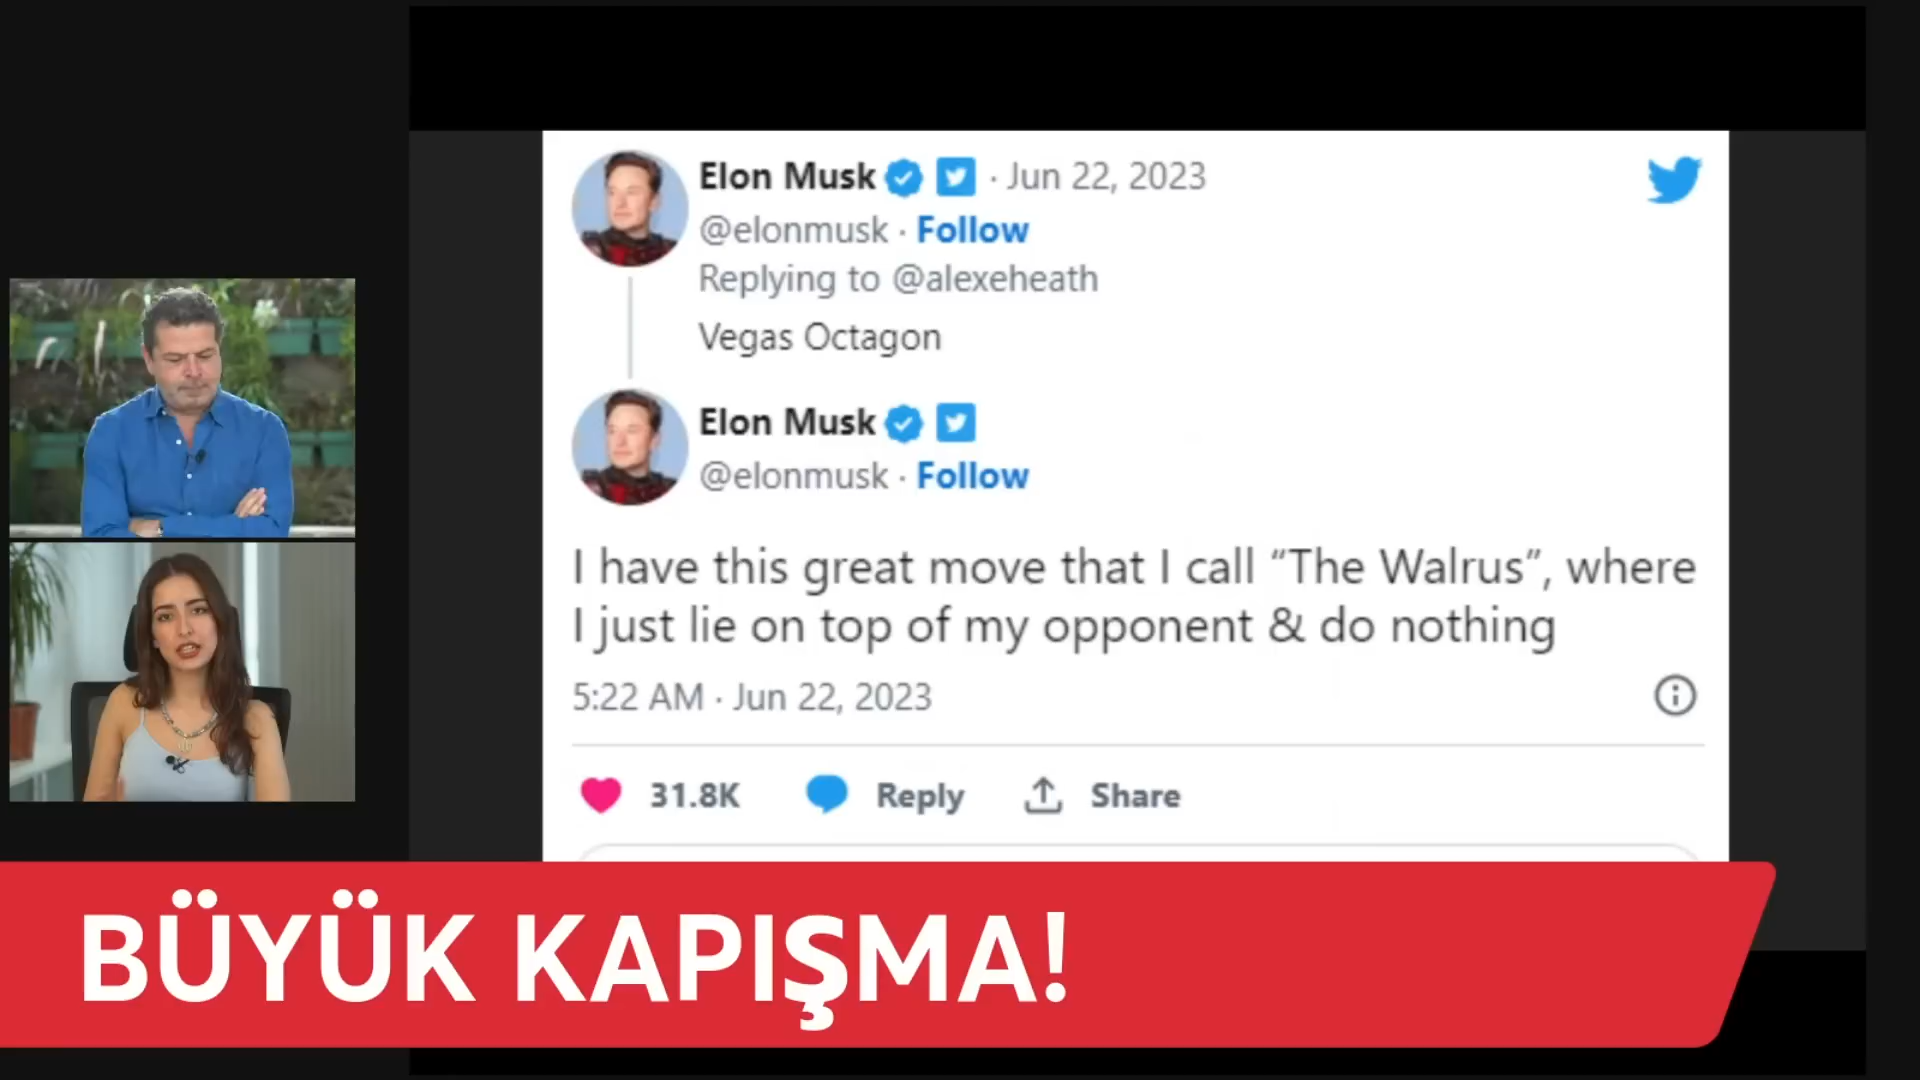 Elon Musk · Jun 22, 2023
@elonmusk · Follow
Replying to @alexeheath
Vegas Octagon
Elon Musk
@elonmusk · Follow
I have this great move that I call “The Walrus”, where
I just lie on top of my opponent & do nothing
5:22 AM · Jun 22, 2023
31.8K Reply Share
BÜYÜK KAPIŞMA!